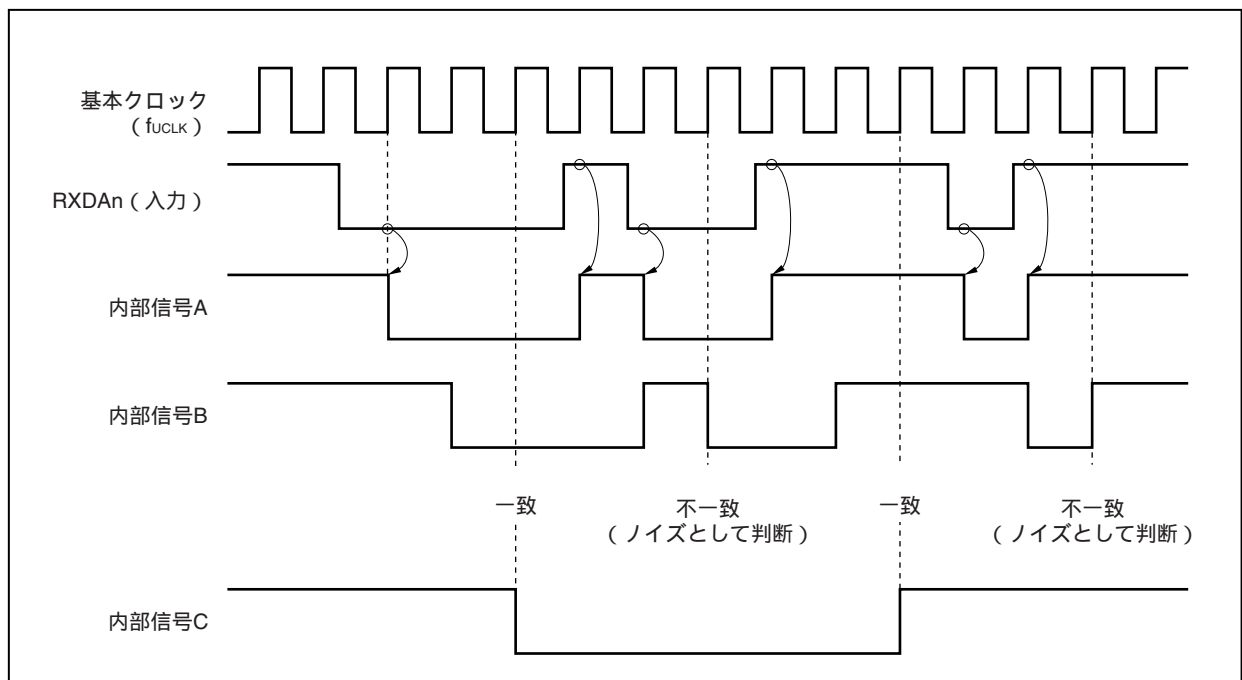 基本クロック
（fUCLK）
RXDAn（入力）
内部信号A
内部信号B
一致
不一致
（ノイズとして判断）
一致
不一致
（ノイズとして判断）
内部信号C